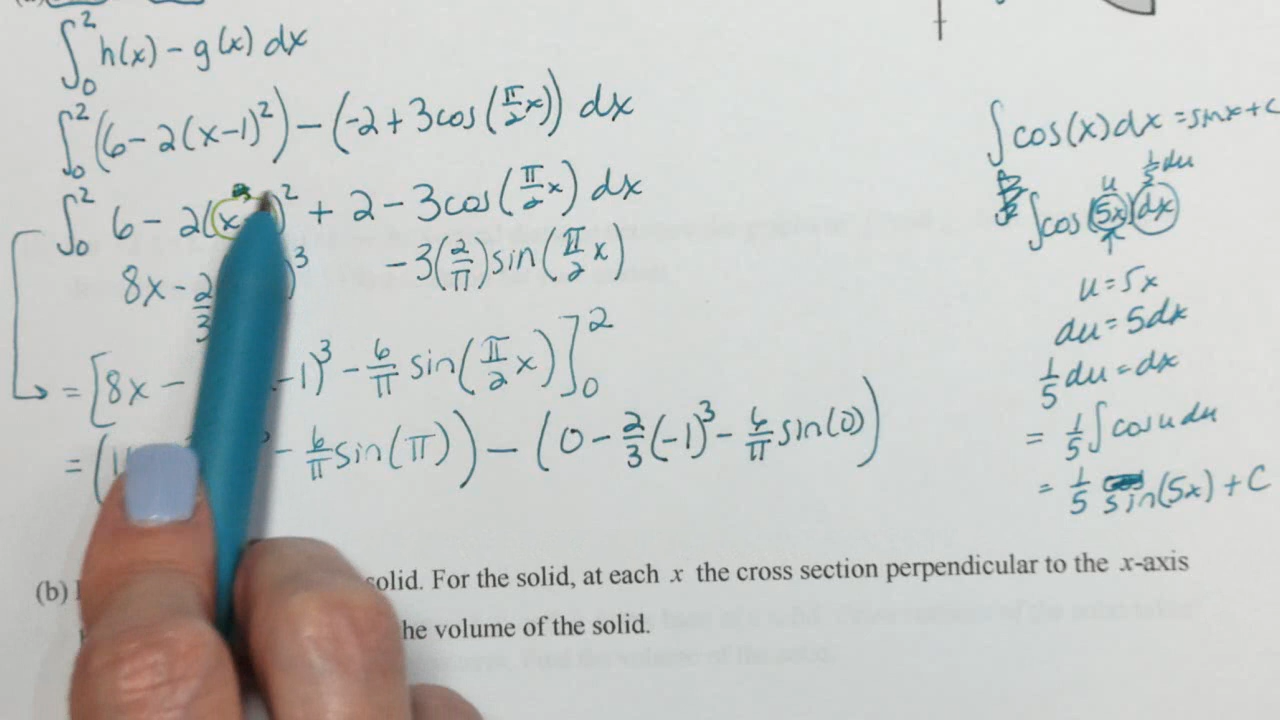 ∫₀² h(x) - g(x) dx
∫₀² (6 - 2(x-1)²) - (-2 + 3cos(π/2 x)) dx
∫₀² 6 - 2(x )² + 2 - 3cos(π/2 x) dx
8x - 2/3 )³ - 3(2/π) sin(π/2 x)
= [8x - -1)³ - 6/π sin(π/2 x)]₀²
= ( - 6/π sin(π)) - (0 - 2/3(-1)³ - 6/π sin(0))
∫cos(x)dx = sinx + C
u 1/5 du
∫cos(5x)dx
u = 5x
du = 5dx
1/5 du = dx
= 1/5 ∫cos u du
= 1/5 sin(5x) + C
(b) solid. For the solid, at each x the cross section perpendicular to the x-axis
he volume of the solid.